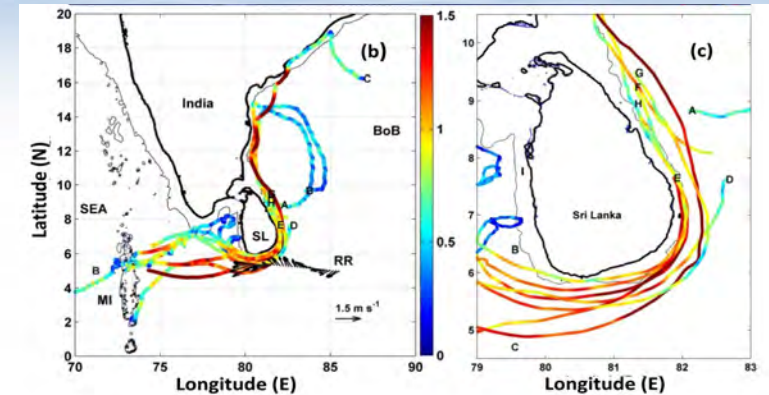 Latitude (N)
20
18
16
14
12
10
8
6
4
2
0
(b)
India
C
BoB
B
A
H
E
D
SEA
SL
RR
B
MI
1.5 m s⁻¹
70
75
80
85
90
Longitude (E)
1.5
1
0.5
0
(c)
10
9
8
7
6
5
G
F
H
A
E
D
I
Sri Lanka
B
C
79
80
81
82
83
Longitude (E)